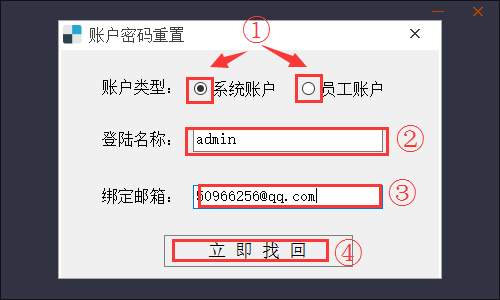 账户密码重置
①
账户类型： 系统账户 员工账户
登陆名称： admin ②
绑定邮箱： 50966256@qq.com ③
立即找回 ④